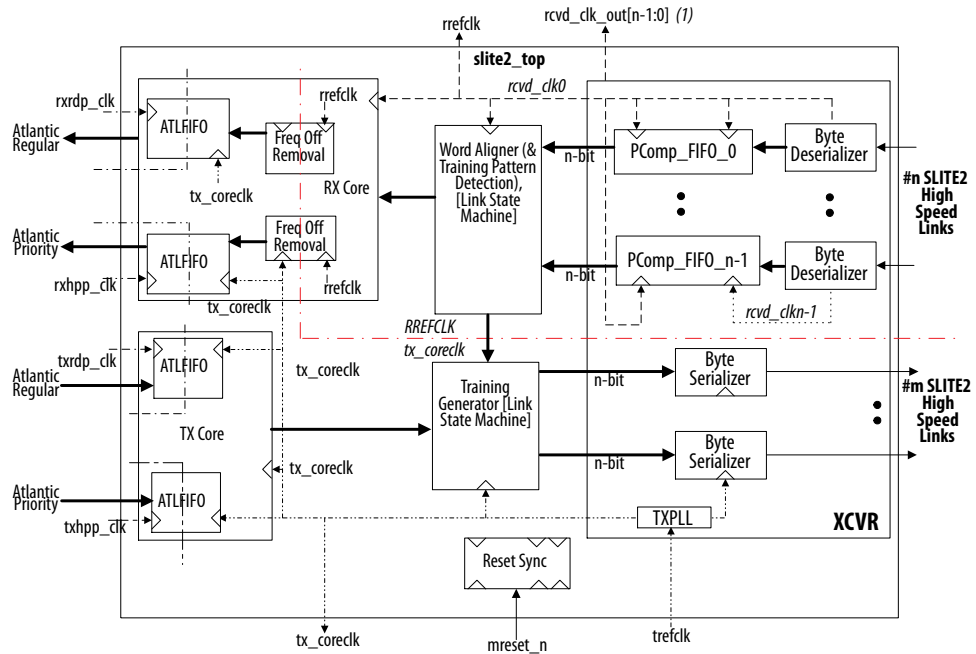 rrefclk
rcvd_clk_out[n-1:0] (1)
slite2_top
rcvd_clk0
rxrdp_clk
Atlantic
Regular
ATLFIFO
rrefclk
Freq Off
Removal
RX Core
tx_coreclk
Atlantic
Priority
ATLFIFO
Freq Off
Removal
rxhpp_clk
tx_coreclk
rrefclk
Word Aligner (&
Training Pattern
Detection),
[Link State
Machine]
n-bit
PComp_FIFO_0
Byte
Deserializer
n-bit
PComp_FIFO_n-1
Byte
Deserializer
rcvd_clkn-1
#n SLITE2
High
Speed
Links
RREFCLK
tx_coreclk
txrdp_clk
ATLFIFO
Atlantic
Regular
tx_coreclk
TX Core
tx_coreclk
Atlantic
Priority
ATLFIFO
txhpp_clk
Training
Generator [Link
State Machine]
n-bit
Byte
Serializer
n-bit
Byte
Serializer
#m SLITE2
High
Speed
Links
TXPLL
XCVR
Reset Sync
tx_coreclk
mreset_n
trefclk